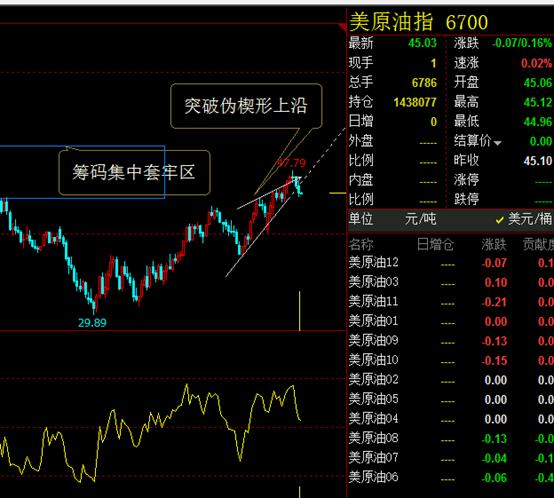 美原油指 6700
最新 45.03 涨跌 -0.07/0.16%
现手 1 速涨 0.02%
总手 6786 开盘 45.06
持仓 1438077 最高 45.12
日增 0 最低 44.96
外盘 ----- 结算价 0.00
比例 ----- 昨收 45.10
内盘 ----- 涨停 -----
比例 ----- 跌停 -----
单位 元/吨 ✓美元/桶
名称 日增仓 涨跌 贡献度
美原油12 ---- -0.07 0.1
美原油03 ---- 0.10 0.0
美原油11 ---- -0.21 0.0
美原油01 ---- 0.00 0.0
美原油09 ---- -0.13 0.0
美原油10 ---- -0.15 0.0
美原油02 ---- 0.00 0.00
美原油05 ---- 0.00 0.00
美原油04 ---- 0.00 0.00
美原油08 ---- -0.13 -0.0
美原油07 ---- -0.04 -0.1
美原油06 ---- -0.06 -0.4
突破伪楔形上沿
筹码集中套牢区
47.79
29.89